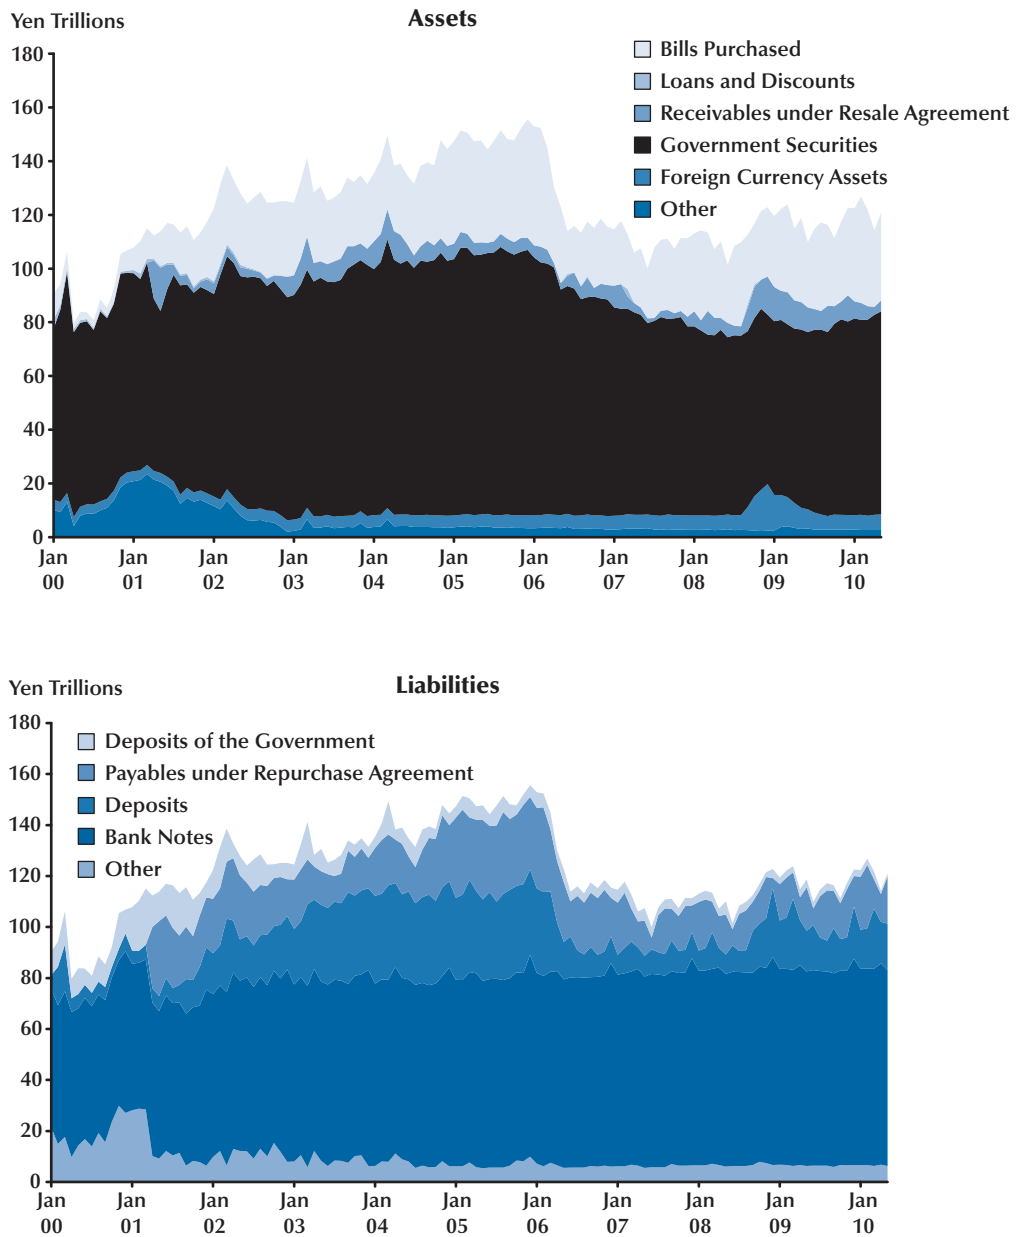 Yen Trillions
Assets
180
160
140
120
100
80
60
40
20
0
Bills Purchased
Loans and Discounts
Receivables under Resale Agreement
Government Securities
Foreign Currency Assets
Other
Jan Jan Jan Jan Jan Jan Jan Jan Jan Jan Jan
00 01 02 03 04 05 06 07 08 09 10
Yen Trillions
Liabilities
180
160
140
120
100
80
60
40
20
0
Deposits of the Government
Payables under Repurchase Agreement
Deposits
Bank Notes
Other
Jan Jan Jan Jan Jan Jan Jan Jan Jan Jan Jan
00 01 02 03 04 05 06 07 08 09 10